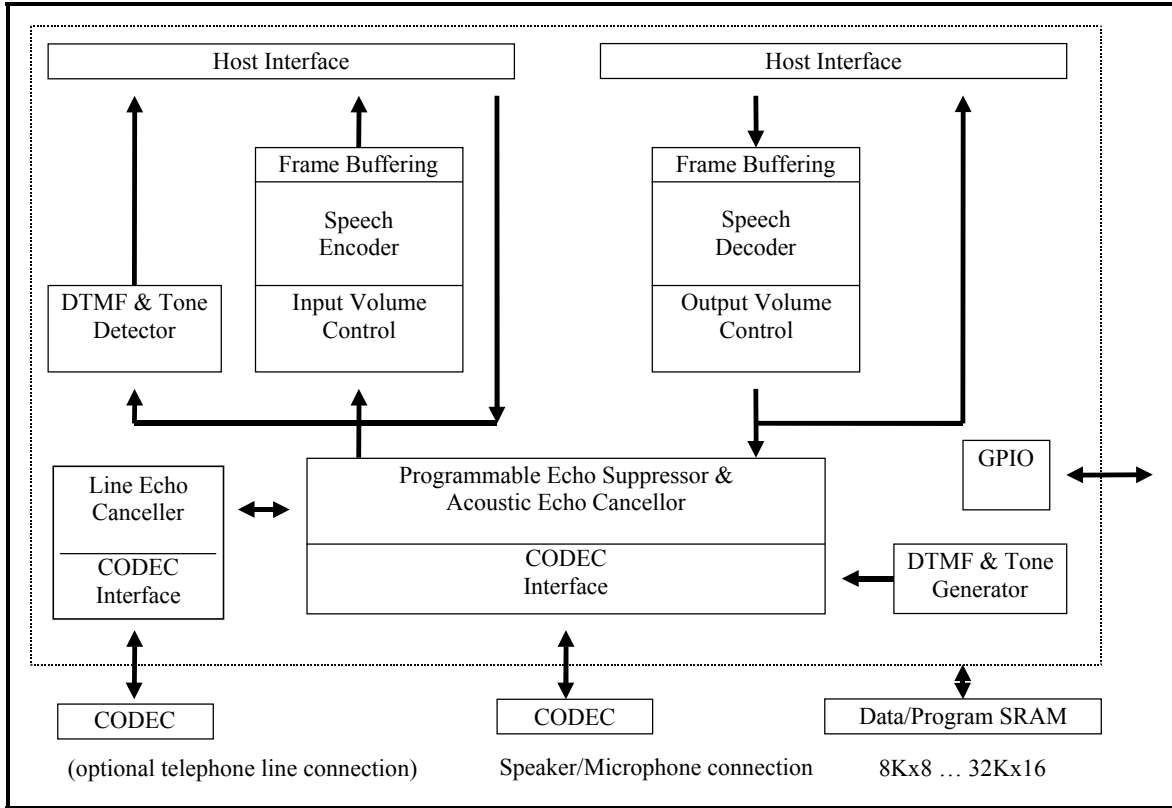 Host Interface
Host Interface
Frame Buffering
Speech
Encoder
Input Volume
Control
Frame Buffering
Speech
Decoder
Output Volume
Control
DTMF & Tone
Detector
Line Echo
Canceller
CODEC
Interface
Programmable Echo Suppressor &
Acoustic Echo Cancellor
CODEC
Interface
GPIO
DTMF & Tone
Generator
CODEC
CODEC
Data/Program SRAM
(optional telephone line connection)
Speaker/Microphone connection
8Kx8 … 32Kx16